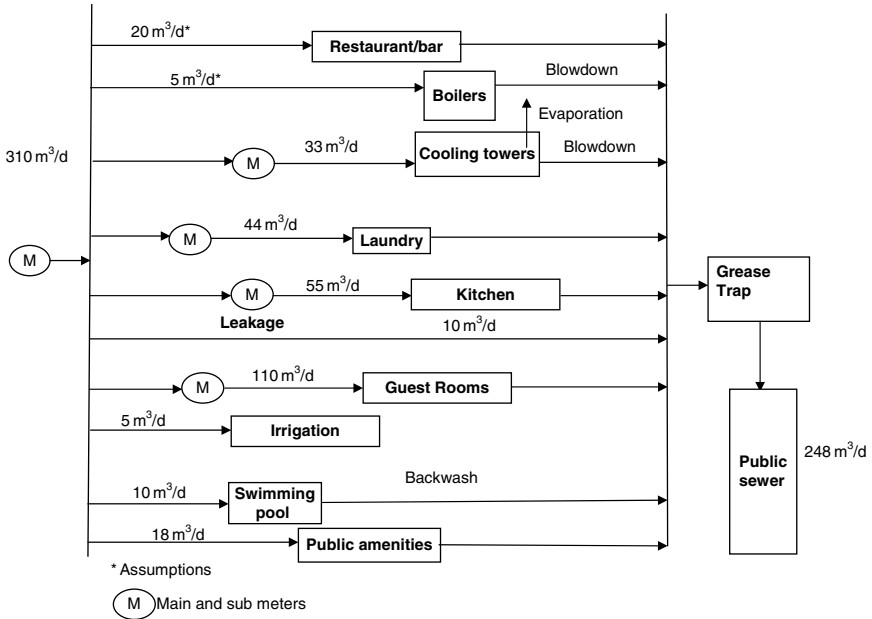 20 m³/d*
Restaurant/bar
5 m³/d*
Boilers
Blowdown
Evaporation
310 m³/d
M
33 m³/d
Cooling towers
Blowdown
M
44 m³/d
Laundry
M
M
55 m³/d
Kitchen
Leakage
10 m³/d
Grease
Trap
M
110 m³/d
Guest Rooms
5 m³/d
Irrigation
Public
sewer
248 m³/d
10 m³/d
Swimming
pool
Backwash
18 m³/d
Public amenities
* Assumptions
M Main and sub meters